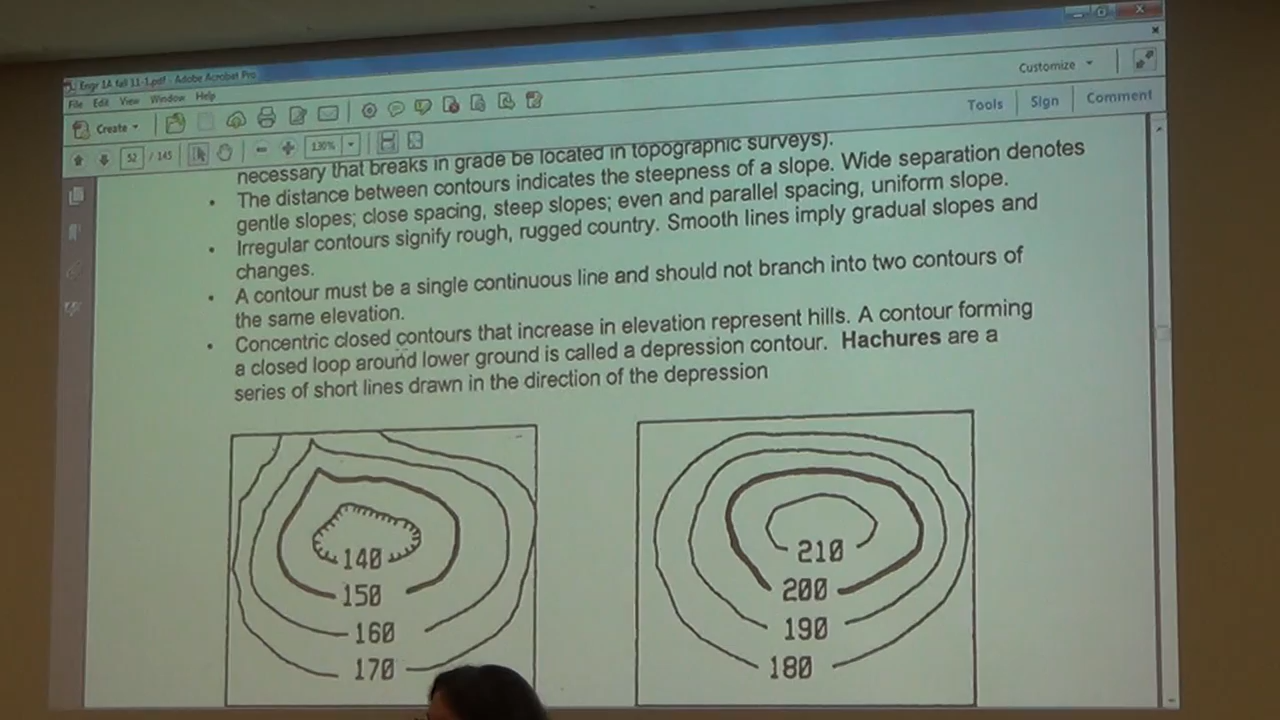 Engr 1A fall 11-1.pdf - Adobe Acrobat Pro
File Edit View Window Help
Customize
Create
Tools Sign Comment
52 / 145 130%
necessary that breaks in grade be located in topographic surveys).
• The distance between contours indicates the steepness of a slope. Wide separation denotes
gentle slopes; close spacing, steep slopes; even and parallel spacing, uniform slope.
• Irregular contours signify rough, rugged country. Smooth lines imply gradual slopes and
changes.
• A contour must be a single continuous line and should not branch into two contours of
the same elevation.
• Concentric closed contours that increase in elevation represent hills. A contour forming
a closed loop around lower ground is called a depression contour. Hachures are a
series of short lines drawn in the direction of the depression
140
150
160
170
210
200
190
180